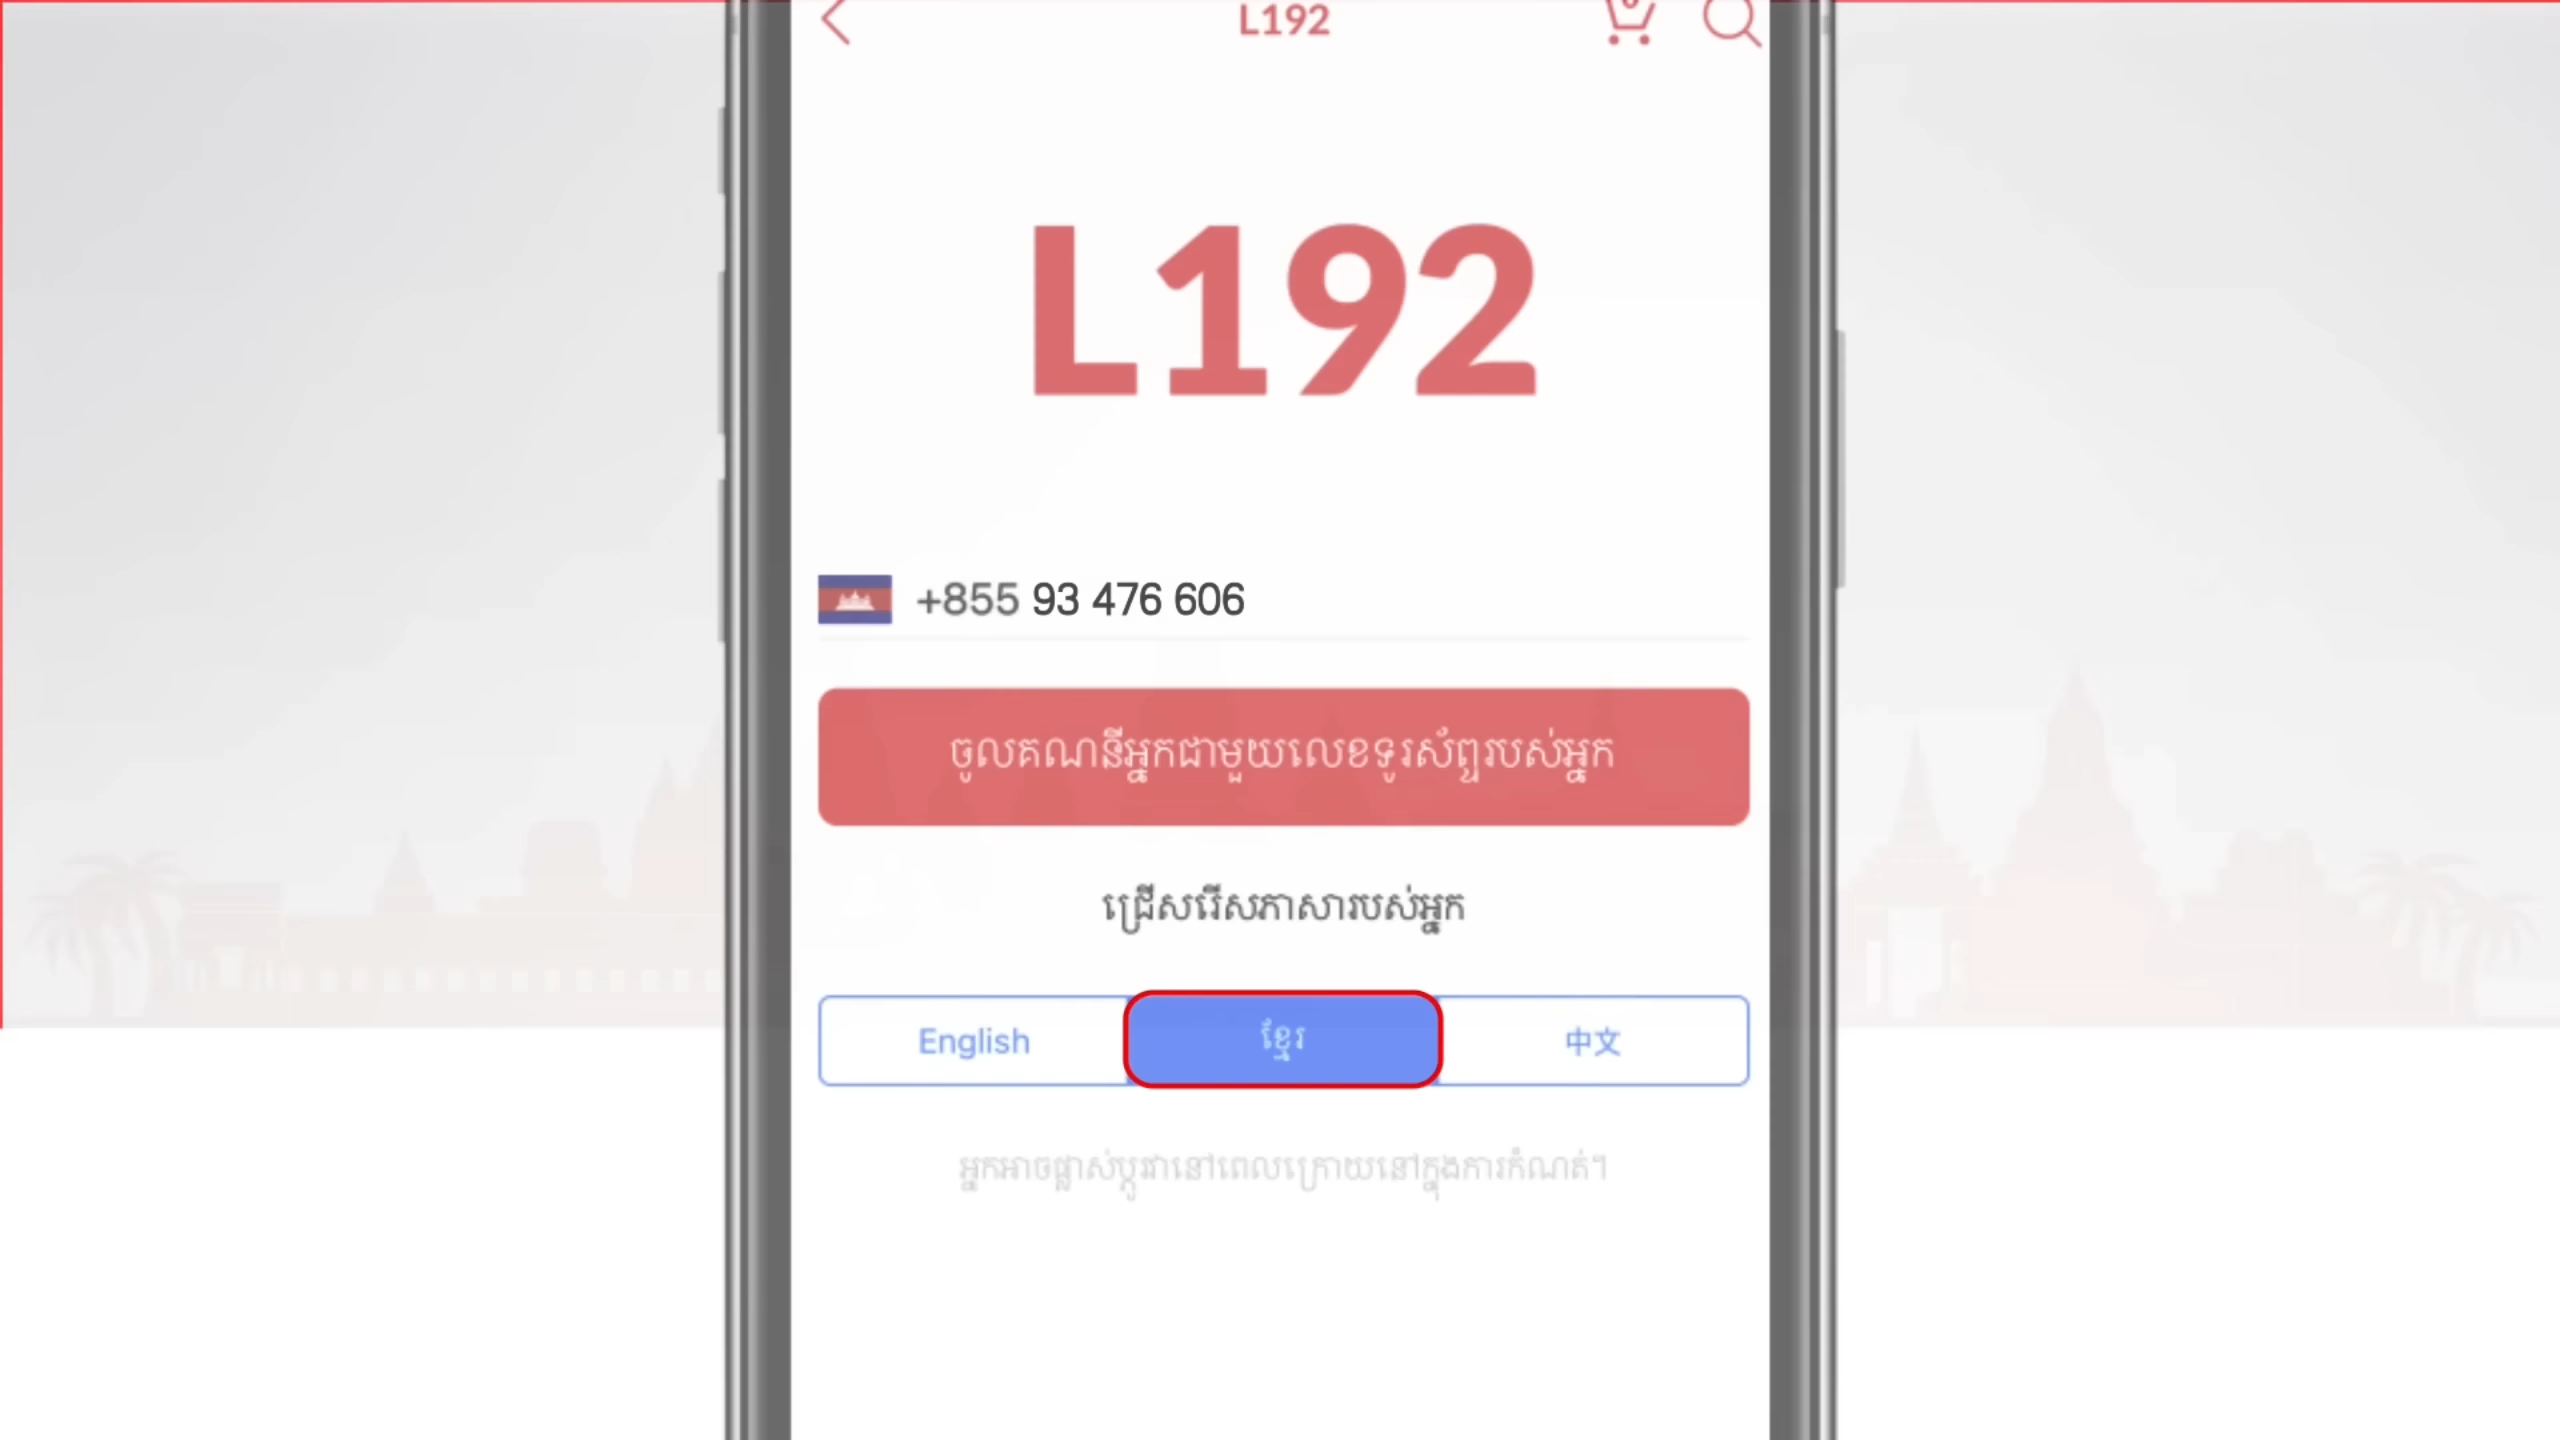 L192
L192
+855 93 476 606
ចូលគណនីអ្នកជាមួយលេខទូរស័ព្ទរបស់អ្នក
ជ្រើសរើសភាសារបស់អ្នក
English ខ្មែរ 中文
អ្នកអាចផ្លាស់ប្តូរវានៅពេលក្រោយនៅក្នុងការកំណត់។